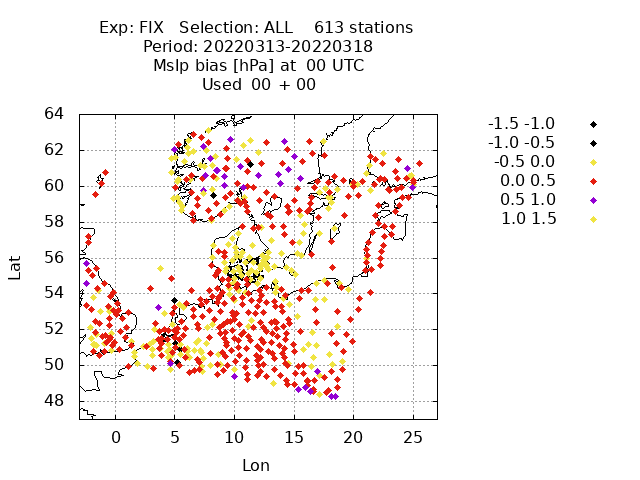 Exp: FIX   Selection: ALL    613 stations
Period: 20220313-20220318
Mslp bias [hPa] at  00 UTC
Used  00 + 00
-1.5 -1.0
-1.0 -0.5
-0.5 0.0
0.0 0.5
0.5 1.0
1.0 1.5
64
62
60
58
56
54
52
50
48
Lat
0 5 10 15 20 25
Lon